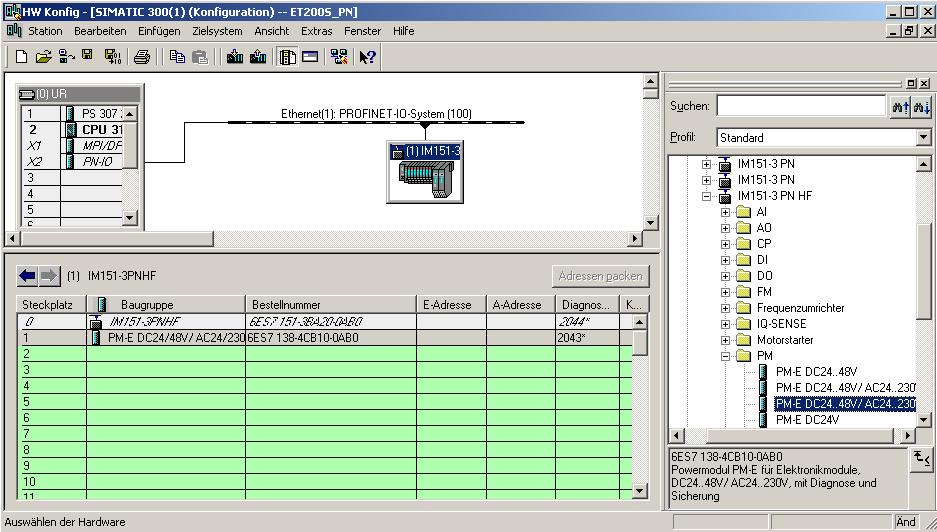 HW Konfig - [SIMATIC 300(1) (Konfiguration) -- ET200S_PN]
Station Bearbeiten Einfügen Zielsystem Ansicht Extras Fenster Hilfe
(0) UR
1 PS 307
2 CPU 31
X1 MPI/DP
X2 PN-IO
3
4
5
6
Ethernet(1): PROFINET-IO-System (100)
(1) IM151-3
Suchen:
Profil: Standard
IM151-3 PN
IM151-3 PN
IM151-3 PN HF
AI
AO
CP
DI
DO
FM
Frequenzumrichter
IQ-SENSE
Motorstarter
PM
PM-E DC24..48V
PM-E DC24..48V/ AC24..230V
PM-E DC24..48V/ AC24..230V
PM-E DC24V
6ES7 138-4CB10-0AB0
Powermodul PM-E für Elektronikmodule,
DC24..48V/ AC24..230V, mit Diagnose und
Sicherung
(1) IM151-3PNHF
Adressen packen
Steckplatz Baugruppe Bestellnummer E-Adresse A-Adresse Diagnos... K...
0 IM151-3PNHF 6ES7 151-3BA20-0AB0 2044*
1 PM-E DC24/48V/ AC24/230 6ES7 138-4CB10-0AB0 2043*
2
3
4
5
6
7
8
9
10
11
Auswählen der Hardware
Änd